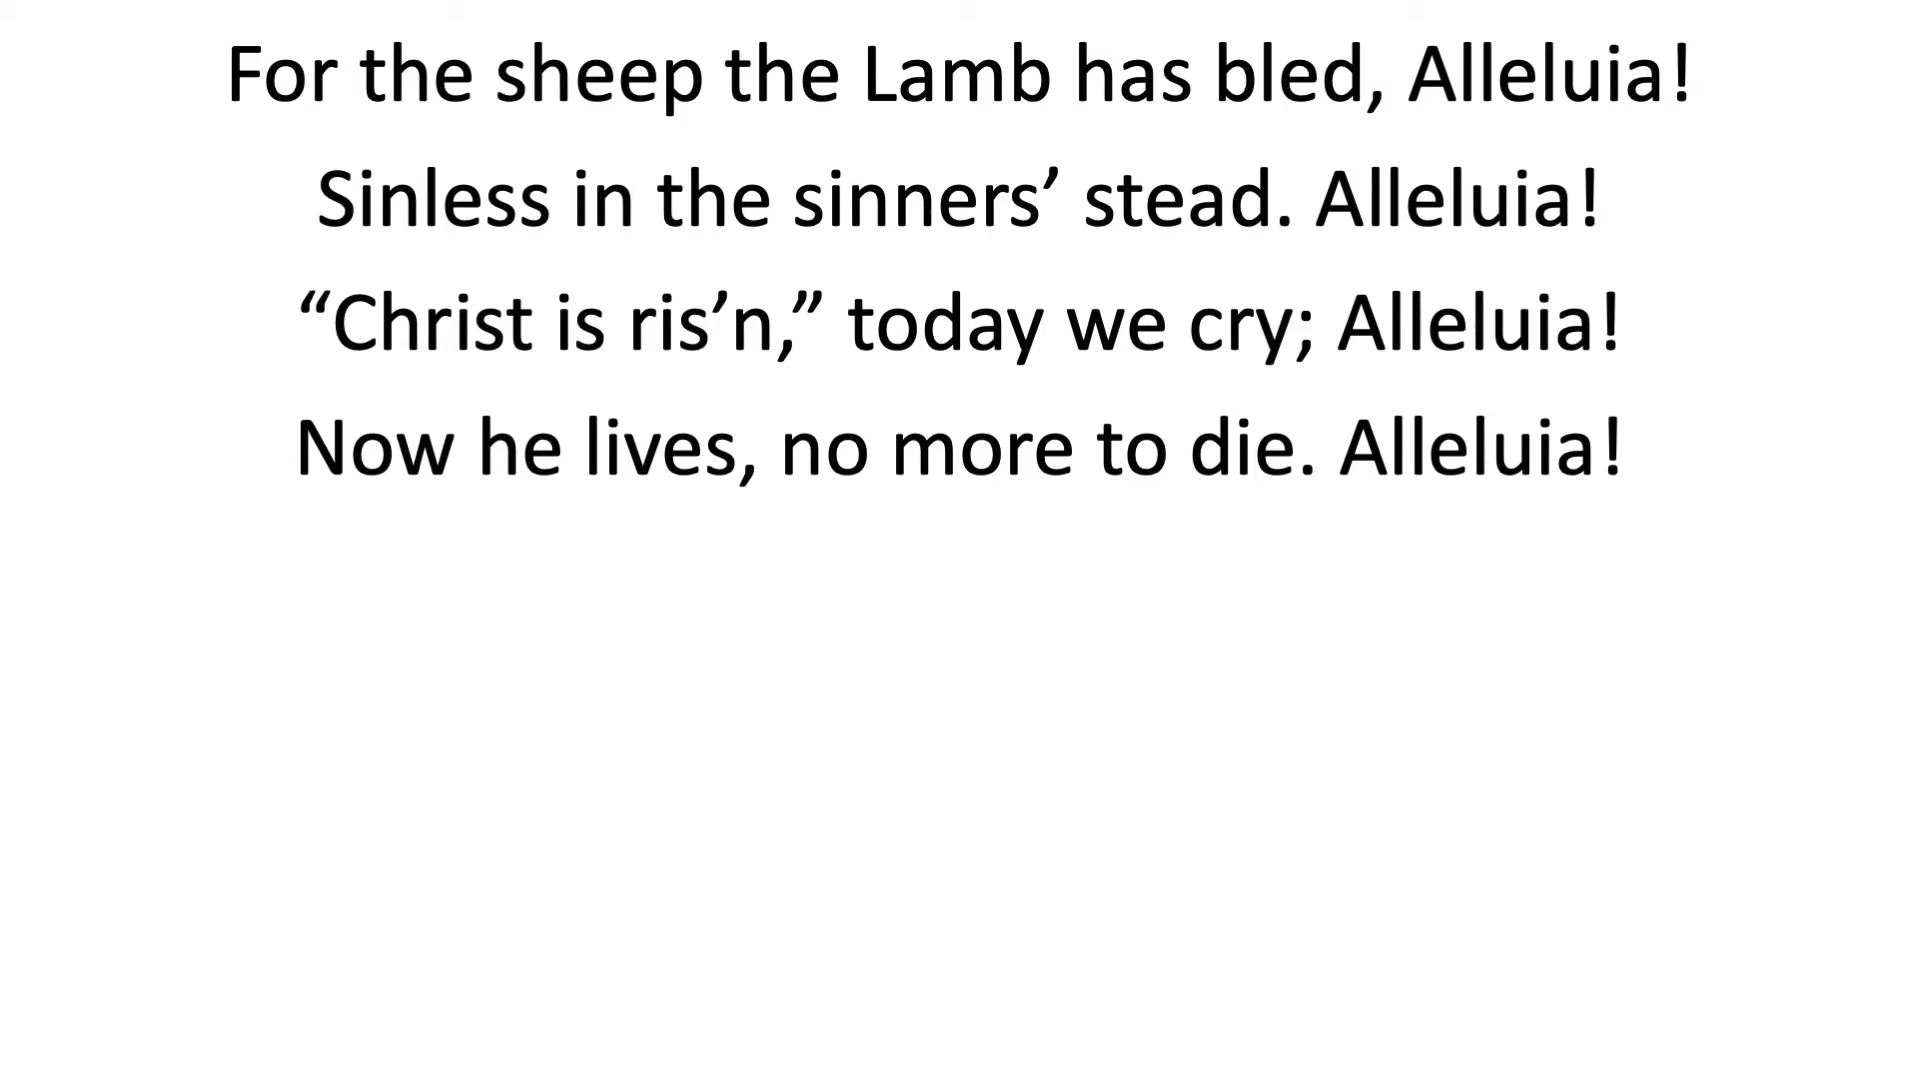 For the sheep the Lamb has bled, Alleluia!
Sinless in the sinners’ stead. Alleluia!
“Christ is ris’n,” today we cry; Alleluia!
Now he lives, no more to die. Alleluia!